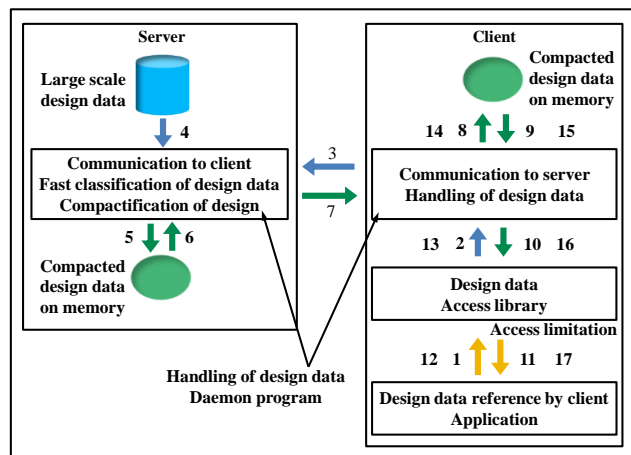 Server
Large scale
design data
4
Communication to client
Fast classification of design data
Compactification of design
5
6
Compacted
design data
on memory
3
7
Client
Compacted
design data
on memory
14 8 9 15
Communication to server
Handling of design data
13 2 10 16
Design data
Access library
Access limitation
12 1 11 17
Design data reference by client
Application
Handling of design data
Daemon program